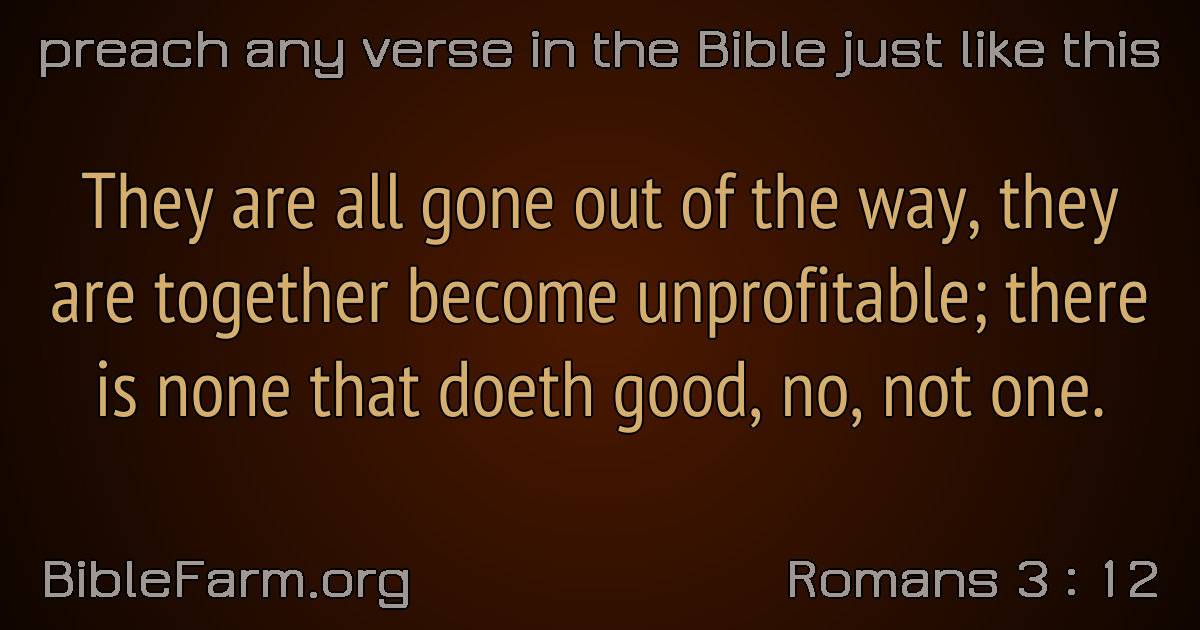 preach any verse in the Bible just like this
They are all gone out of the way, they
are together become unprofitable; there
is none that doeth good, no, not one.
BibleFarm.org
Romans 3 : 12